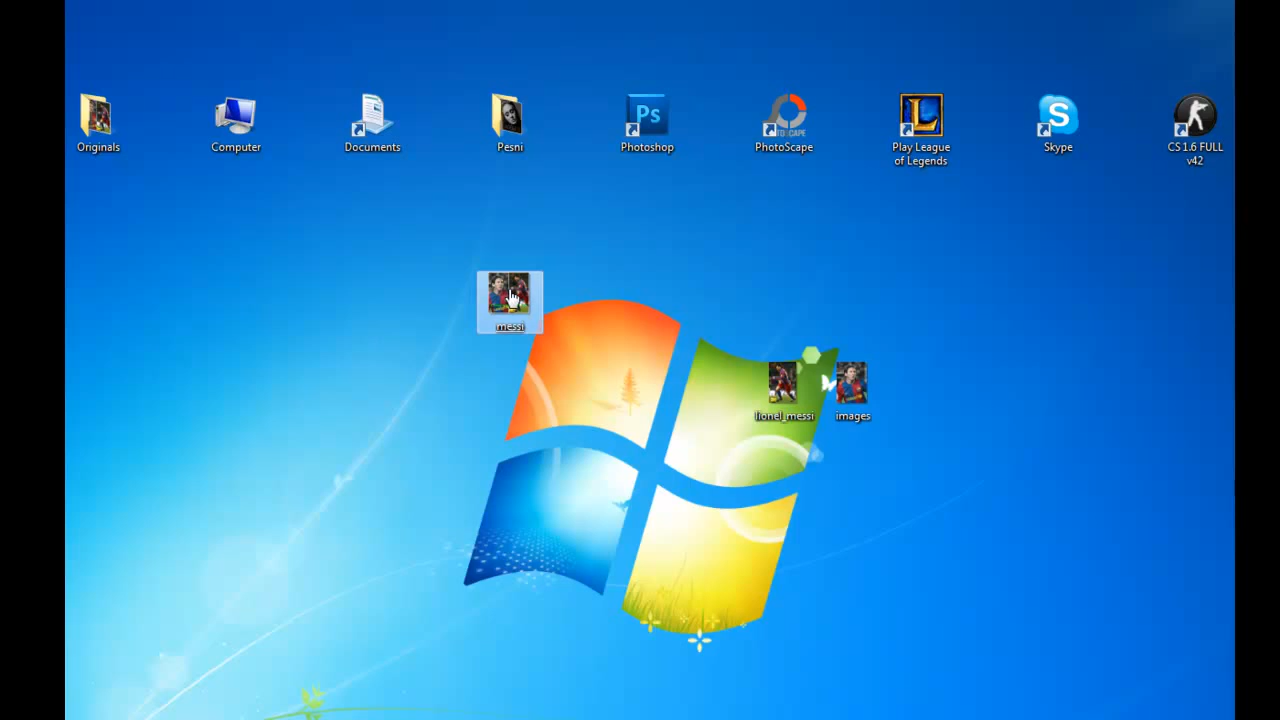 Originals
Computer
Documents
Pesni
Ps
Photoshop
PhotoScape
L
Play League
of Legends
S
Skype
CS 1.6 FULL
v42
messi
lionel_messi
images